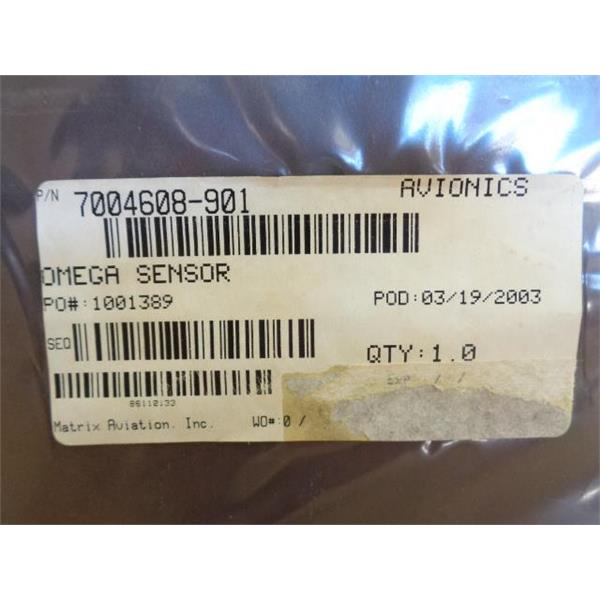 P/N 7004608-901 AVIONICS
OMEGA SENSOR
PO#:1001389 POD:03/19/2003
SEQ QTY:1.0
EXP / /
Matrix Aviation, Inc. WO#:0 /